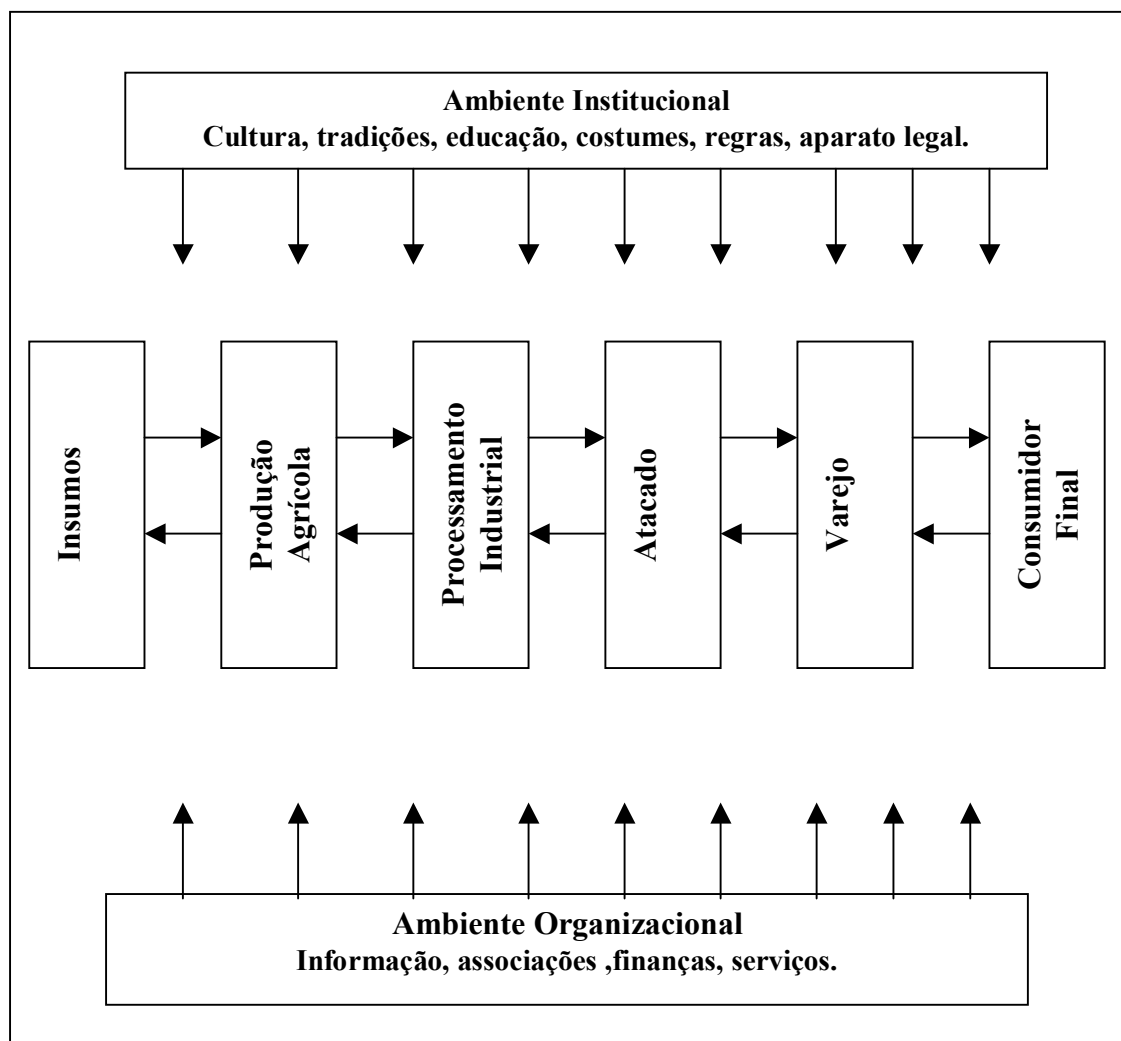 Ambiente Institucional
Cultura, tradições, educação, costumes, regras, aparato legal.
Insumos
Produção
Agrícola
Processamento
Industrial
Atacado
Varejo
Consumidor
Final
Ambiente Organizacional
Informação, associações ,finanças, serviços.